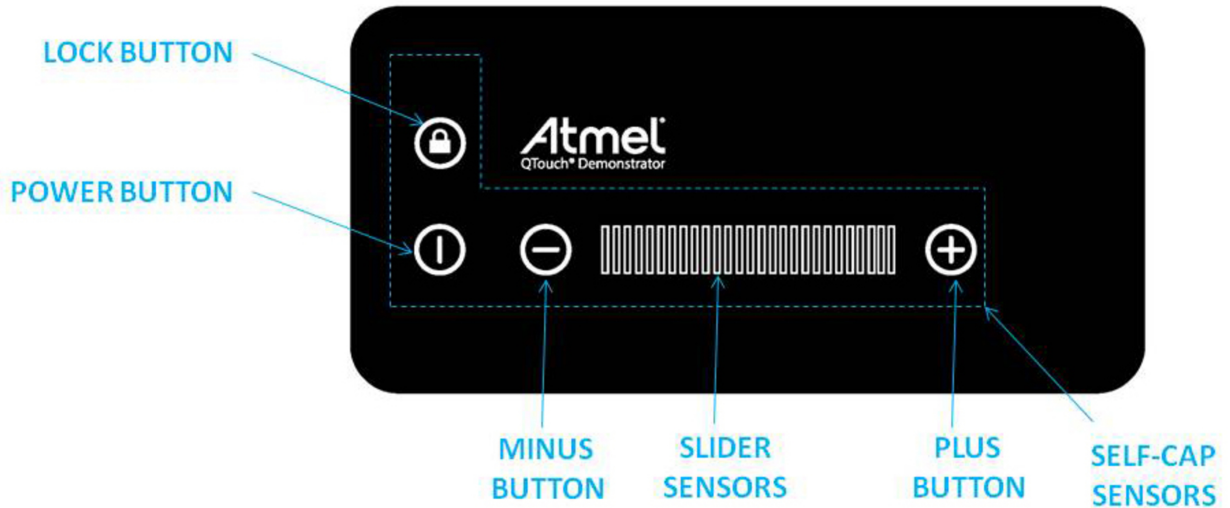 LOCK BUTTON
Atmel
QTouch® Demonstrator
POWER BUTTON
MINUS
BUTTON
SLIDER
SENSORS
PLUS
BUTTON
SELF-CAP
SENSORS